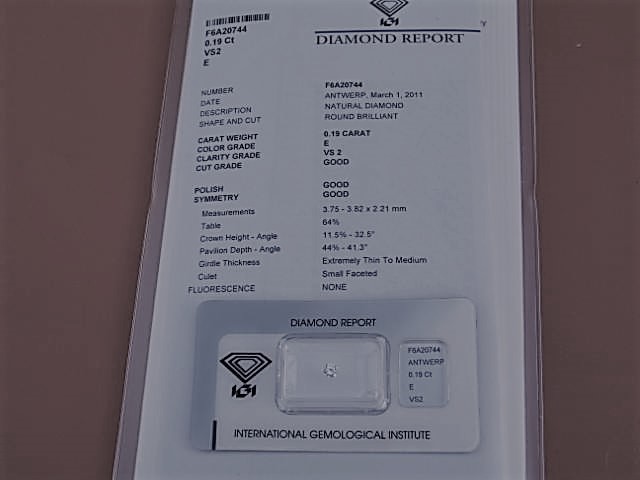 F6A20744
0.19 Ct
VS2
E
IGI
DIAMOND REPORT
NUMBER F6A20744
DATE ANTWERP, March 1, 2011
DESCRIPTION NATURAL DIAMOND
SHAPE AND CUT ROUND BRILLIANT
CARAT WEIGHT 0.19 CARAT
COLOR GRADE E
CLARITY GRADE VS 2
CUT GRADE GOOD
POLISH GOOD
SYMMETRY GOOD
Measurements 3.75 - 3.82 x 2.21 mm
Table 64%
Crown Height - Angle 11.5% - 32.5°
Pavilion Depth - Angle 44% - 41.3°
Girdle Thickness Extremely Thin To Medium
Culet Small Faceted
FLUORESCENCE NONE
DIAMOND REPORT
IGI
F6A20744
ANTWERP
0.19 Ct
E
VS2
INTERNATIONAL GEMOLOGICAL INSTITUTE